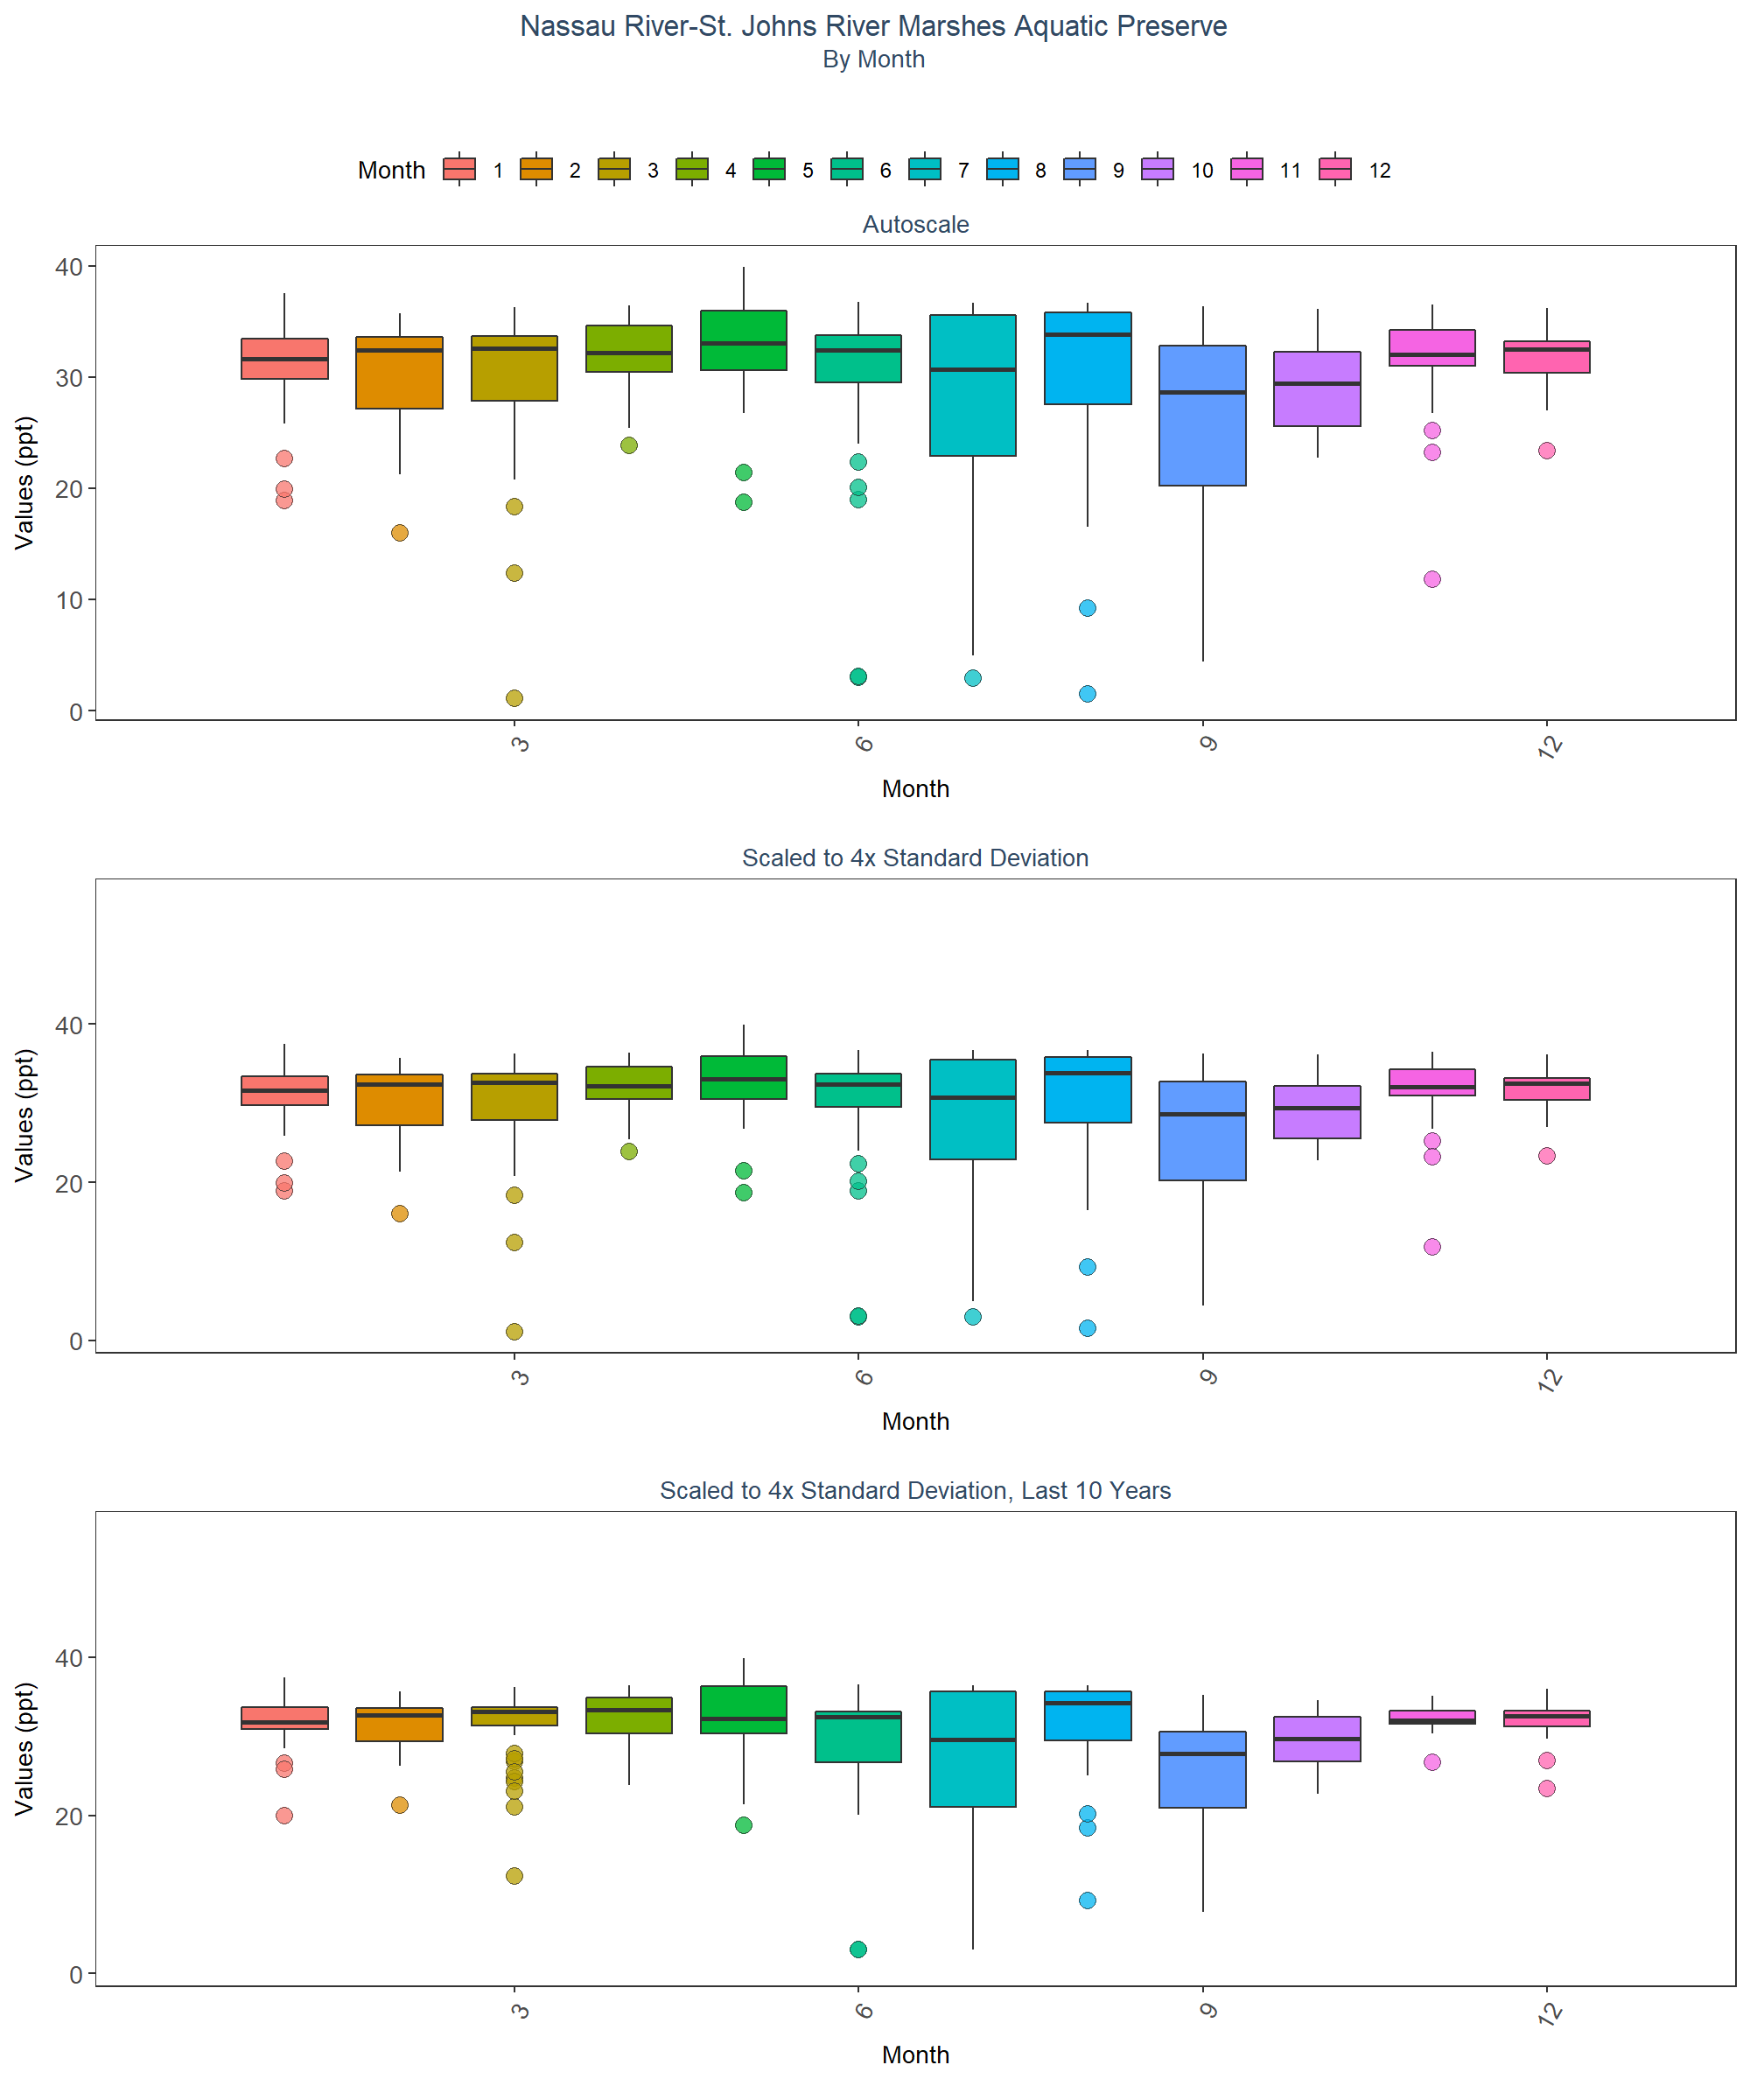 Nassau River-St. Johns River Marshes Aquatic Preserve
By Month
Month 1 2 3 4 5 6 7 8 9 10 11 12
Autoscale
Values (ppt)
40
30
20
10
0
3 6 9 12
Month
Scaled to 4x Standard Deviation
Values (ppt)
40
20
0
3 6 9 12
Month
Scaled to 4x Standard Deviation, Last 10 Years
Values (ppt)
40
20
0
3 6 9 12
Month